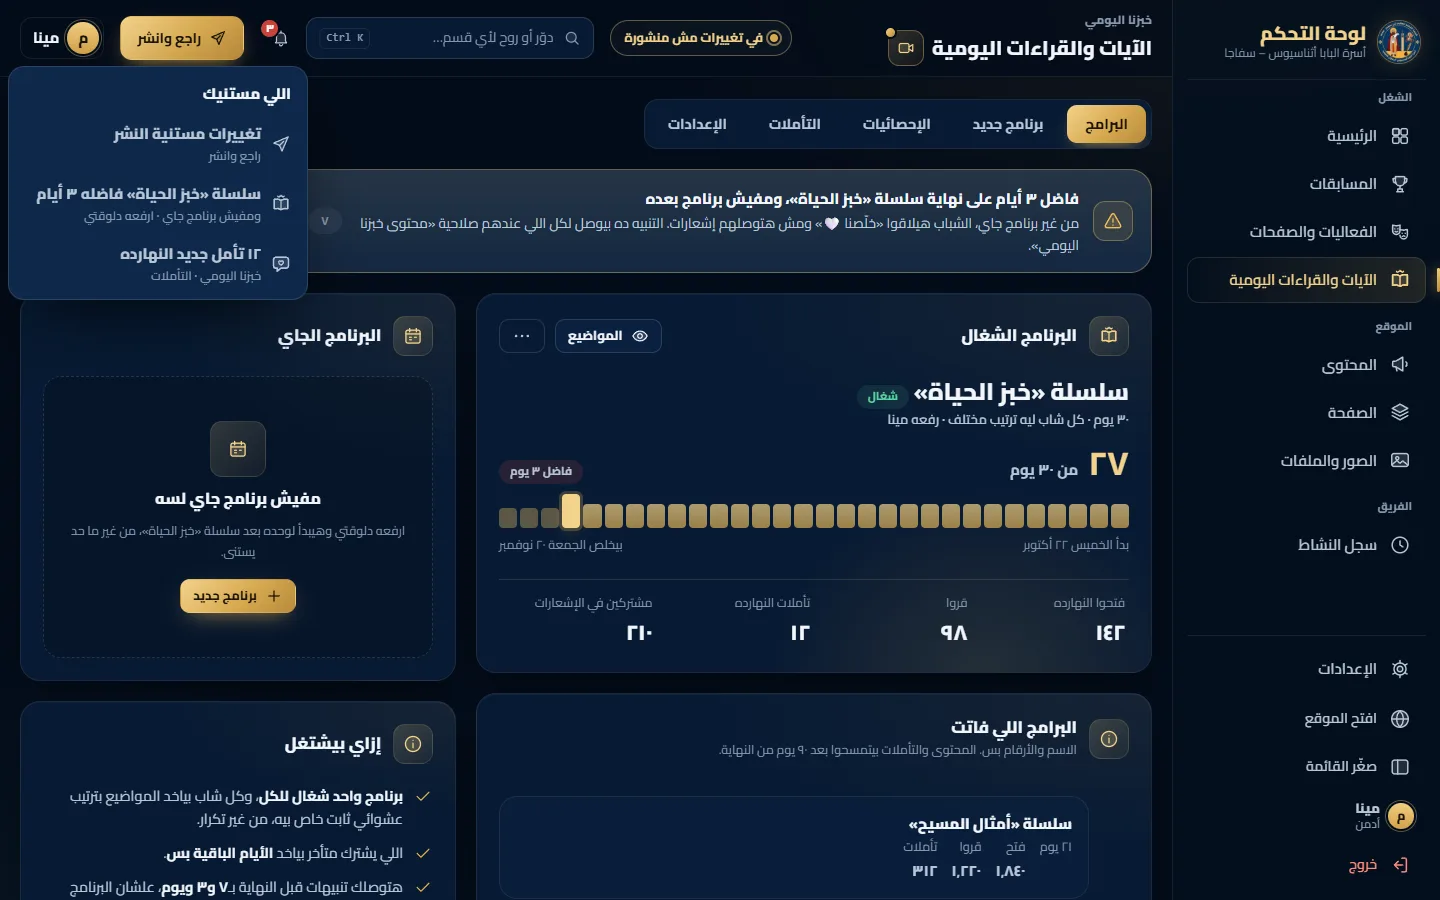 لوحة التحكم
أسرة البابا أثناسيوس – سفاجا
الشغل
الرئيسية
المسابقات
الفعاليات والصفحات
الآيات والقراءات اليومية
الموقع
المحتوى
الصفحة
الصور والملفات
الفريق
سجل النشاط
الإعدادات
افتح الموقع
صغّر القائمة
م
مينا
أدمن
خروج
خبزنا اليومي
الآيات والقراءات اليومية
في تغييرات مش منشورة
دوّر أو روح لأي قسم...
Ctrl K
٣
راجع وانشر
م
مينا
اللي مستنيك
تغييرات مستنية النشر
راجع وانشر
سلسلة «خبز الحياة» فاضله ٣ أيام
ومفيش برنامج جاي · ارفعه دلوقتي
١٢ تأمل جديد النهارده
خبزنا اليومي · التأملات
البرامج
برنامج جديد
الإحصائيات
التأملات
الإعدادات
فاضل ٣ أيام على نهاية سلسلة «خبز الحياة»، ومفيش برنامج بعده
من غير برنامج جاي، الشباب هيلاقوا «خلّصنا 🤍» ومش هتوصلهم إشعارات. التنبيه ده بيوصل لكل اللي عندهم صلاحية «محتوى خبزنا
اليومي».
٧
البرنامج الشغال
المواضيع
...
سلسلة «خبز الحياة»
شغال
٣٠ يوم · كل شاب ليه ترتيب مختلف · رفعه مينا
٢٧ من ٣٠ يوم
فاضل ٣ يوم
بدأ الخميس ٢٢ أكتوبر
بيخلص الجمعة ٢٠ نوفمبر
فتحوا النهارده
قروا
تأملات النهارده
مشتركين في الإشعارات
١٤٢
٩٨
١٢
٢١٠
البرنامج الجاي
مفيش برنامج جاي لسه
ارفعه دلوقتي وهيبدأ لوحده بعد سلسلة «خبز الحياة»، من غير ما حد
يستنى.
برنامج جديد
البرامج اللي فاتت
الاسم والأرقام بس. المحتوى والتأملات بيتمسحوا بعد ٩٠ يوم من النهاية.
سلسلة «أمثال المسيح»
٢١ يوم
فتح
قروا
تأملات
١,٨٤٠
١,٢٢٠
٣١٢
إزاي بيشتغل
برنامج واحد شغال للكل، وكل شاب بياخد المواضيع بترتيب
عشوائي ثابت خاص بيه، من غير تكرار.
اللي يشترك متأخر بياخد الأيام الباقية بس.
هتوصلك تنبيهات قبل النهاية بـ٧ و٣ ويوم، علشان البرنامج